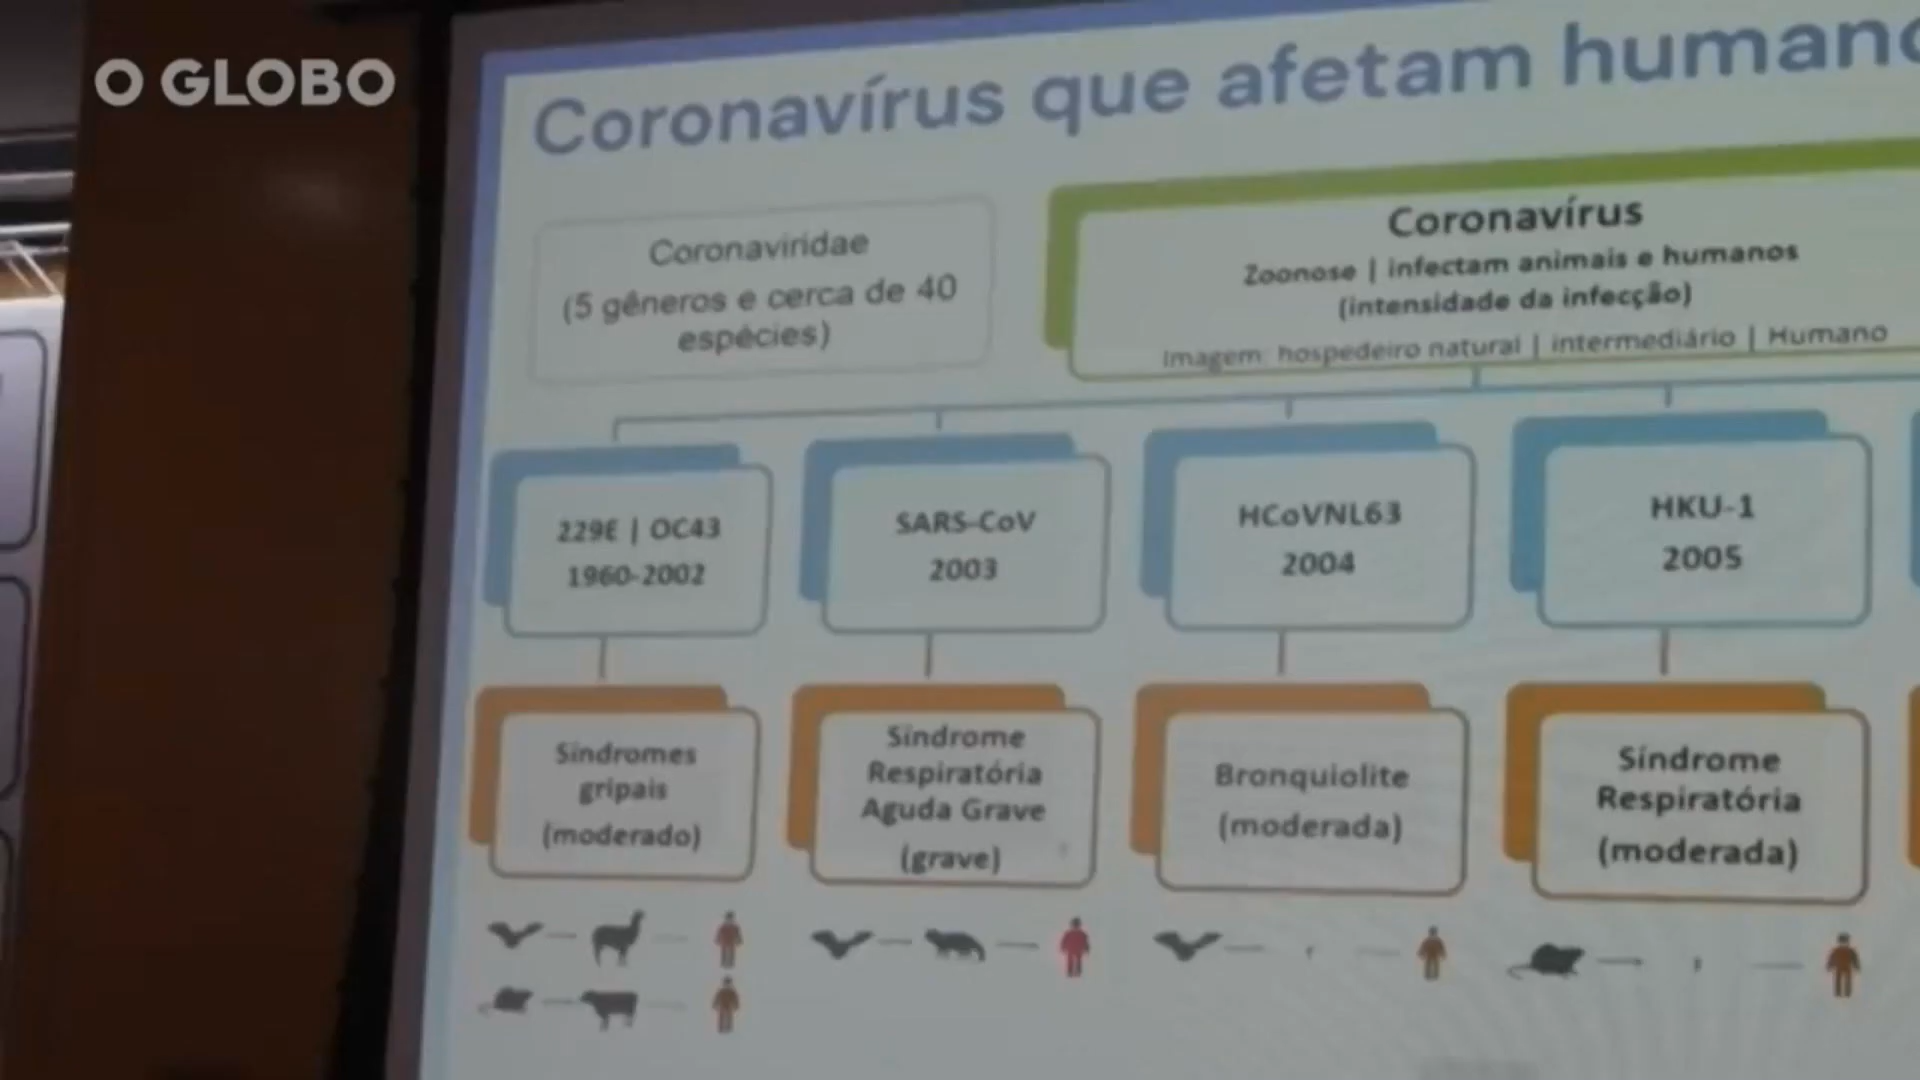 O GLOBO
Coronavírus que afetam human
Coronaviridae
(5 gêneros e cerca de 40
espécies)
Coronavírus
Zoonose | infectam animais e humanos
(intensidade da infecção)
Imagem: hospedeiro natural | intermediário | Humano
229E | OC43
1960-2002
SARS-CoV
2003
HCoVNL63
2004
HKU-1
2005
Síndromes
gripais
(moderado)
Síndrome
Respiratória
Aguda Grave
(grave)
Bronquiolite
(moderada)
Síndrome
Respiratória
(moderada)